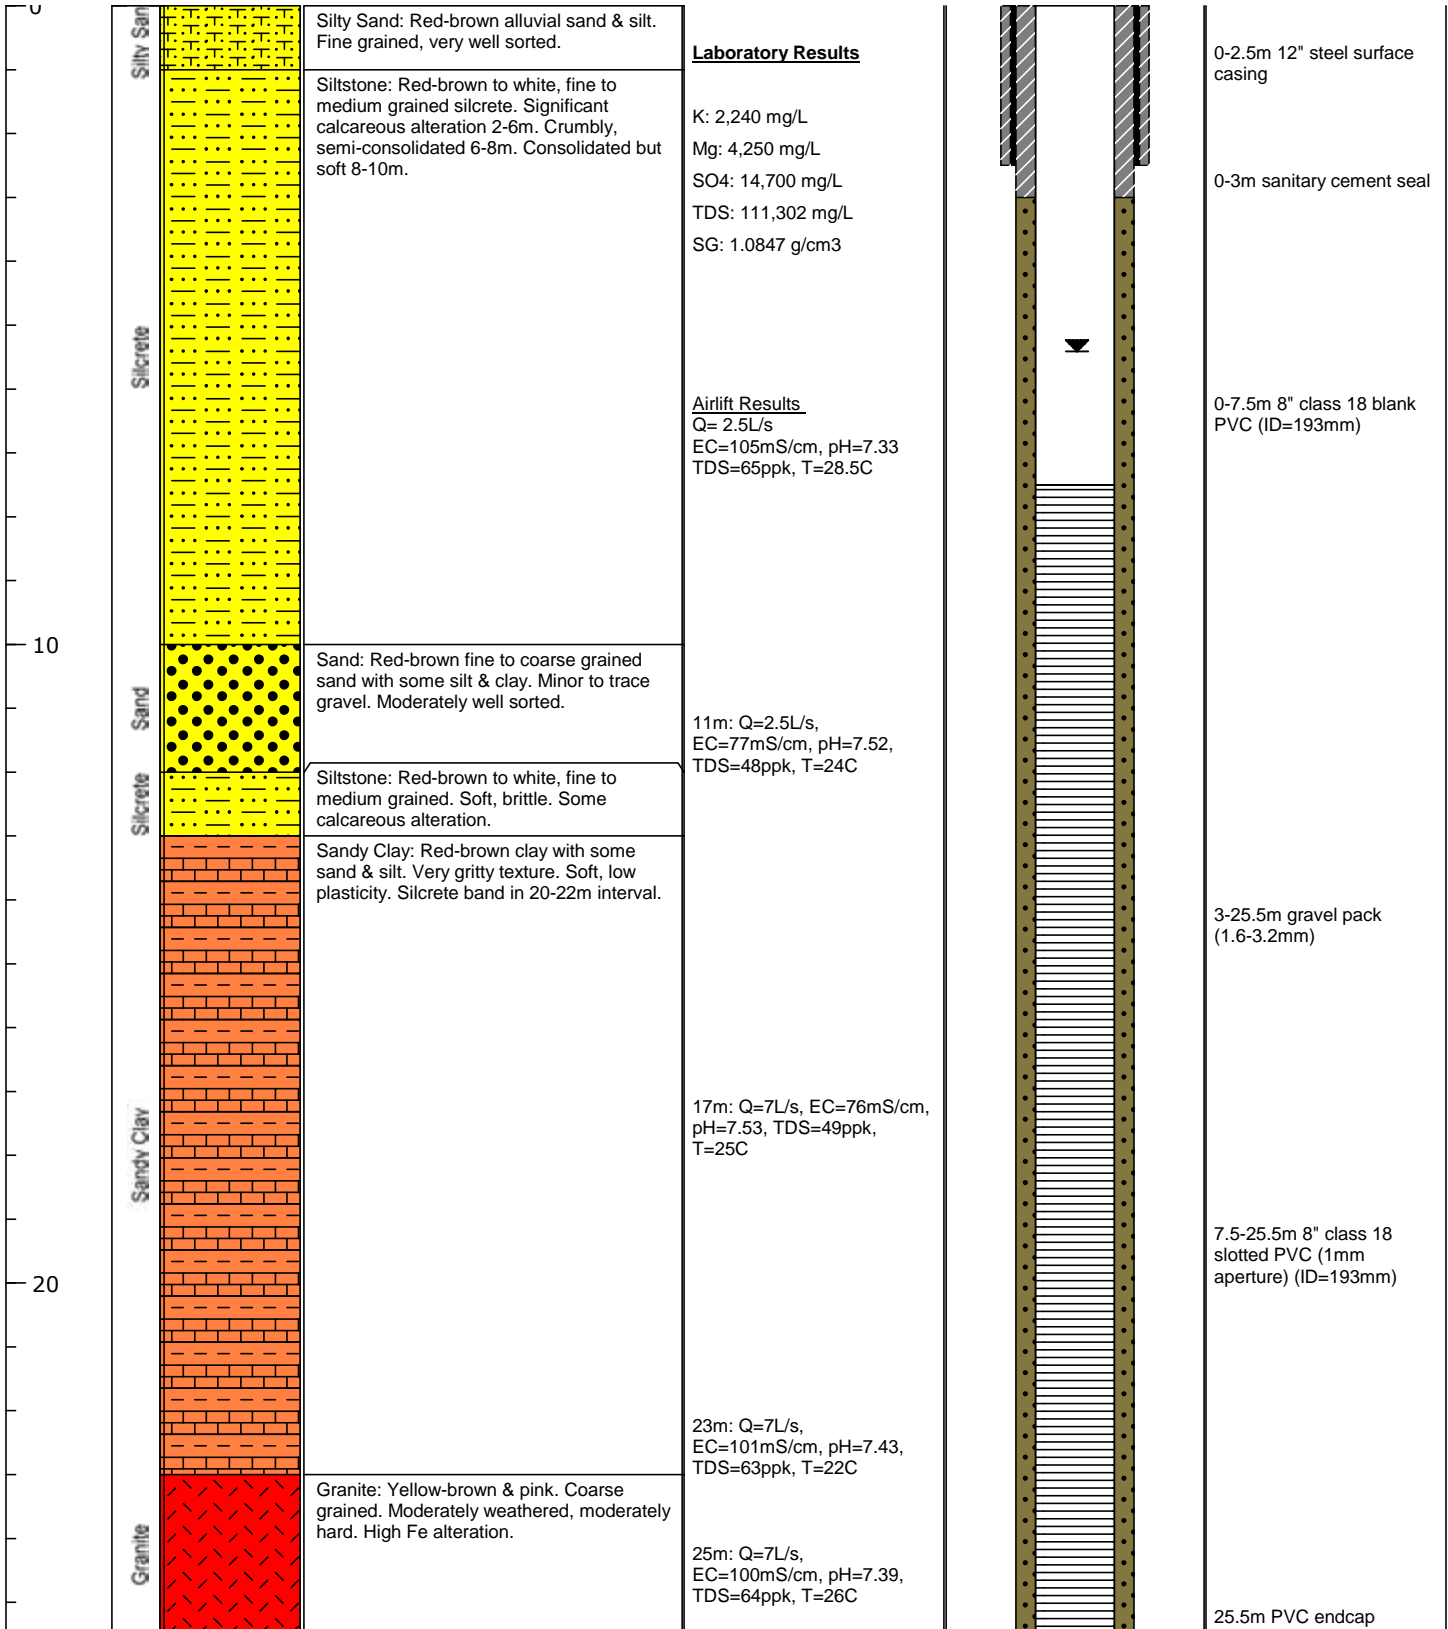 0
10
20
Silty San
Silcrete
Sand
Silcrete
Sandy Clay
Granite
Silty Sand: Red-brown alluvial sand & silt.
Fine grained, very well sorted.
Siltstone: Red-brown to white, fine to
medium grained silcrete. Significant
calcareous alteration 2-6m. Crumbly,
semi-consolidated 6-8m. Consolidated but
soft 8-10m.
Sand: Red-brown fine to coarse grained
sand with some silt & clay. Minor to trace
gravel. Moderately well sorted.
Siltstone: Red-brown to white, fine to
medium grained. Soft, brittle. Some
calcareous alteration.
Sandy Clay: Red-brown clay with some
sand & silt. Very gritty texture. Soft, low
plasticity. Silcrete band in 20-22m interval.
Granite: Yellow-brown & pink. Coarse
grained. Moderately weathered, moderately
hard. High Fe alteration.
Laboratory Results
K: 2,240 mg/L
Mg: 4,250 mg/L
SO4: 14,700 mg/L
TDS: 111,302 mg/L
SG: 1.0847 g/cm3
Airlift Results
Q= 2.5L/s
EC=105mS/cm, pH=7.33
TDS=65ppk, T=28.5C
11m: Q=2.5L/s,
EC=77mS/cm, pH=7.52,
TDS=48ppk, T=24C
17m: Q=7L/s, EC=76mS/cm,
pH=7.53, TDS=49ppk,
T=25C
23m: Q=7L/s,
EC=101mS/cm, pH=7.43,
TDS=63ppk, T=22C
25m: Q=7L/s,
EC=100mS/cm, pH=7.39,
TDS=64ppk, T=26C
0-2.5m 12" steel surface
casing
0-3m sanitary cement seal
0-7.5m 8" class 18 blank
PVC (ID=193mm)
3-25.5m gravel pack
(1.6-3.2mm)
7.5-25.5m 8" class 18
slotted PVC (1mm
aperture) (ID=193mm)
25.5m PVC endcap